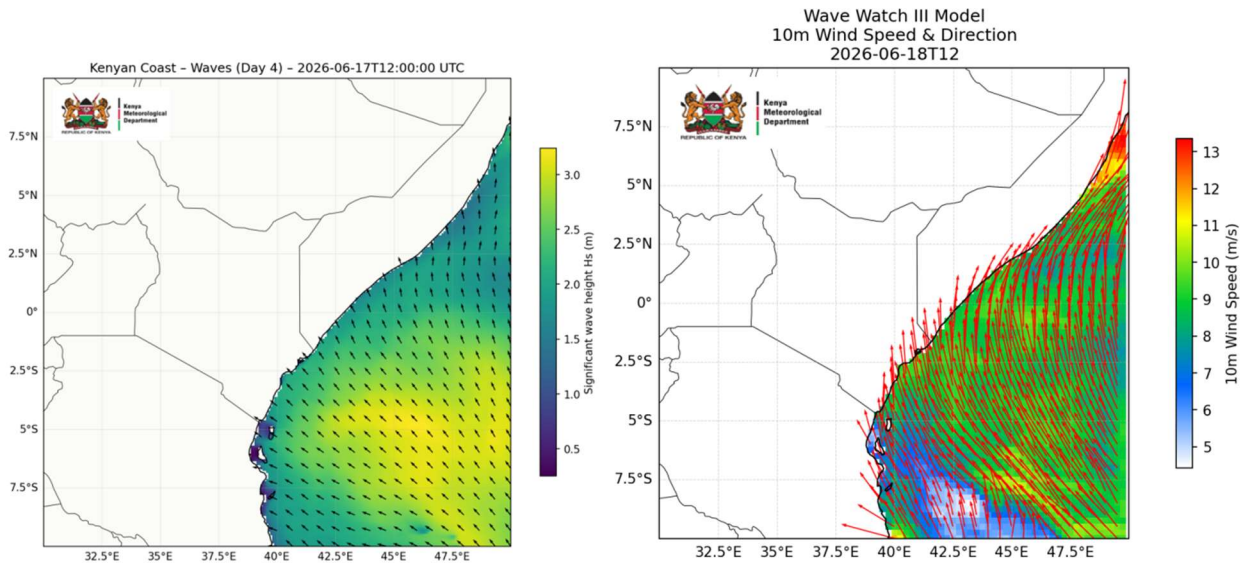 Kenyan Coast – Waves (Day 4) – 2026-06-17T12:00:00 UTC
Kenya
Meteorological
Department
REPUBLIC OF KENYA
7.5°N
5°N
2.5°N
0°
2.5°S
5°S
7.5°S
32.5°E 35°E 37.5°E 40°E 42.5°E 45°E 47.5°E
3.0
2.5
2.0
1.5
1.0
0.5
Significant wave height Hs (m)
Wave Watch III Model
10m Wind Speed & Direction
2026-06-18T12
Kenya
Meteorological
Department
REPUBLIC OF KENYA
7.5°N
5°N
2.5°N
0°
2.5°S
5°S
7.5°S
32.5°E 35°E 37.5°E 40°E 42.5°E 45°E 47.5°E
13
12
11
10
9
8
7
6
5
10m Wind Speed (m/s)